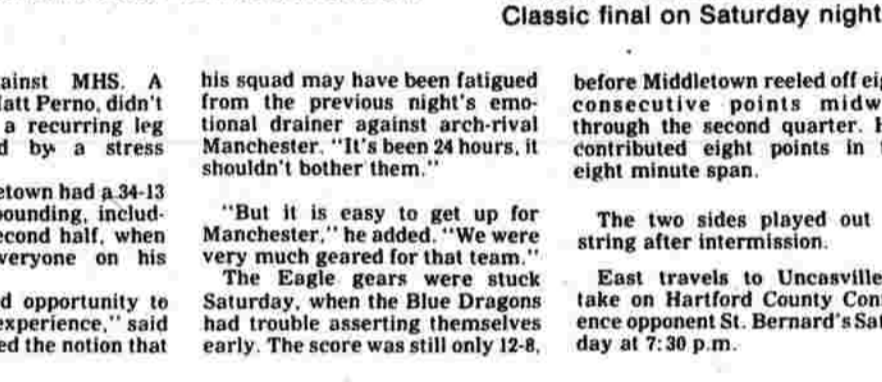 Classic final on Saturday night
ainst MHS. A
att Perno, didn't
a recurring leg
d by a stress
etown had a 34-13
ounding, includ-
econd half, when
veryone on his
d opportunity to
experience," said
ed the notion that
his squad may have been fatigued
from the previous night's emo-
tional drainer against arch-rival
Manchester. "It's been 24 hours, it
shouldn't bother them."
"But it is easy to get up for
Manchester," he added. "We were
very much geared for that team."
The Eagle gears were stuck
Saturday, when the Blue Dragons
had trouble asserting themselves
early. The score was still only 12-8,
before Middletown reeled off eig
consecutive points midw
through the second quarter. H
contributed eight points in t
eight minute span.
The two sides played out
string after intermission.
East travels to Uncasville
take on Hartford County Con
ence opponent St. Bernard's Sat
day at 7:30 p.m.